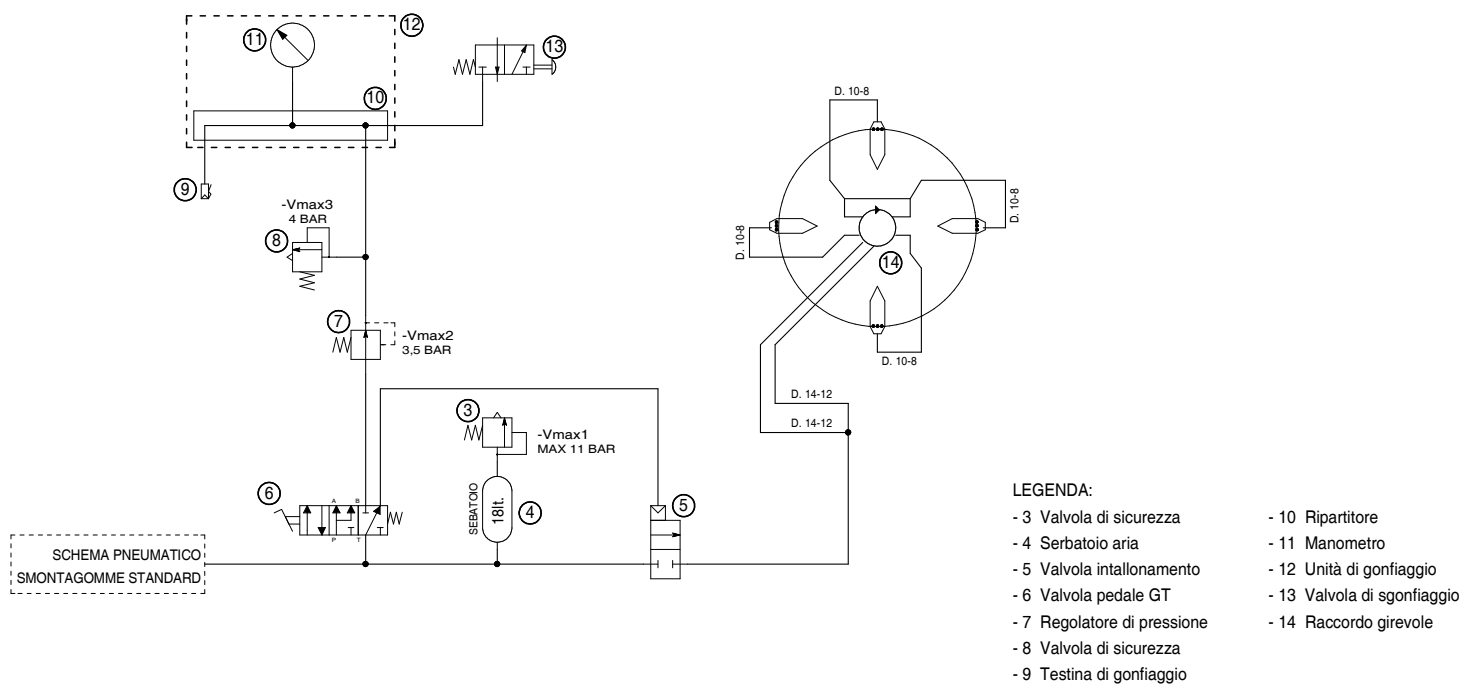 12
11
13
10
D. 10-8
9
-Vmax3
4 BAR
8
D. 10-8
D. 10-8
14
7
-Vmax2
3,5 BAR
D. 10-8
D. 14-12
3
-Vmax1
MAX 11 BAR
D. 14-12
6
A B
P T
SEBATOIO
18lt.
4
5
SCHEMA PNEUMATICO
SMONTAGOMME STANDARD
LEGENDA:
- 3 Valvola di sicurezza
- 4 Serbatoio aria
- 5 Valvola intallonamento
- 6 Valvola pedale GT
- 7 Regolatore di pressione
- 8 Valvola di sicurezza
- 9 Testina di gonfiaggio
- 10 Ripartitore
- 11 Manometro
- 12 Unità di gonfiaggio
- 13 Valvola di sgonfiaggio
- 14 Raccordo girevole